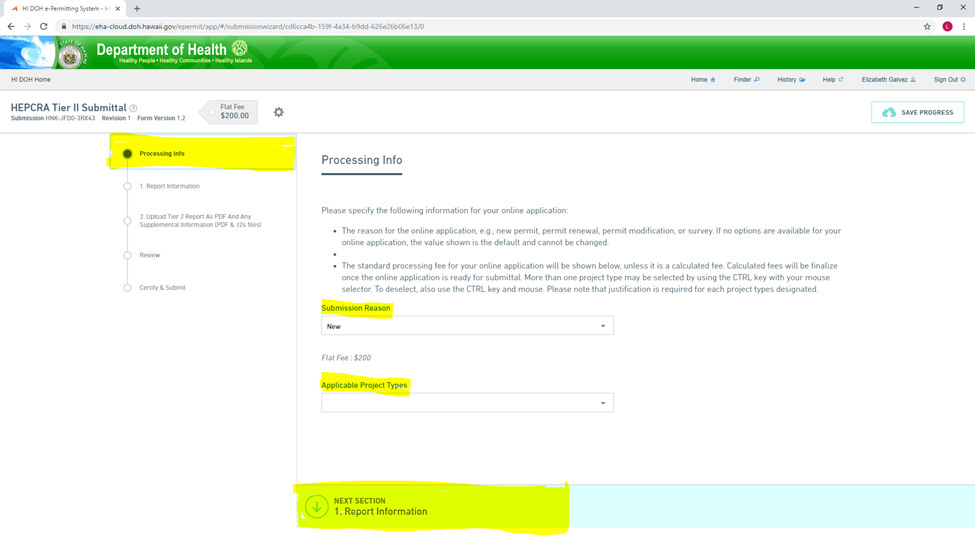 HI DOH e-Permitting System - Hi
https://eha-cloud.doh.hawaii.gov/epermit/app/#/submissionwizard/cd6cca4b-159f-4a34-b9dd-626e26b06e13/0
L
STATE OF HAWAII
Department of Health
Healthy People • Healthy Communities • Healthy Islands
HI DOH Home
Home
Finder
History
Help
Elizabeth Galvez
Sign Out
HEPCRA Tier II Submittal
Submission HNK-JFD0-3RX43 Revision 1 Form Version 1.2
Flat Fee
$200.00
SAVE PROGRESS
Processing Info
1. Report Information
2. Upload Tier 2 Report As PDF And Any
Supplemental Information (PDF & .t2s files)
Review
Certify & Submit
Processing Info
Please specify the following information for your online application:
• The reason for the online application, e.g., new permit, permit renewal, permit modification, or survey. If no options are available for your
online application, the value shown is the default and cannot be changed.
•
• The standard processing fee for your online application will be shown below, unless it is a calculated fee. Calculated fees will be finalize
once the online application is ready for submittal. More than one project type may be selected by using the CTRL key with your mouse
selector. To deselect, also use the CTRL key and mouse. Please note that justification is required for each project types designated.
Submission Reason
New
Flat Fee : $200
Applicable Project Types
NEXT SECTION
1. Report Information